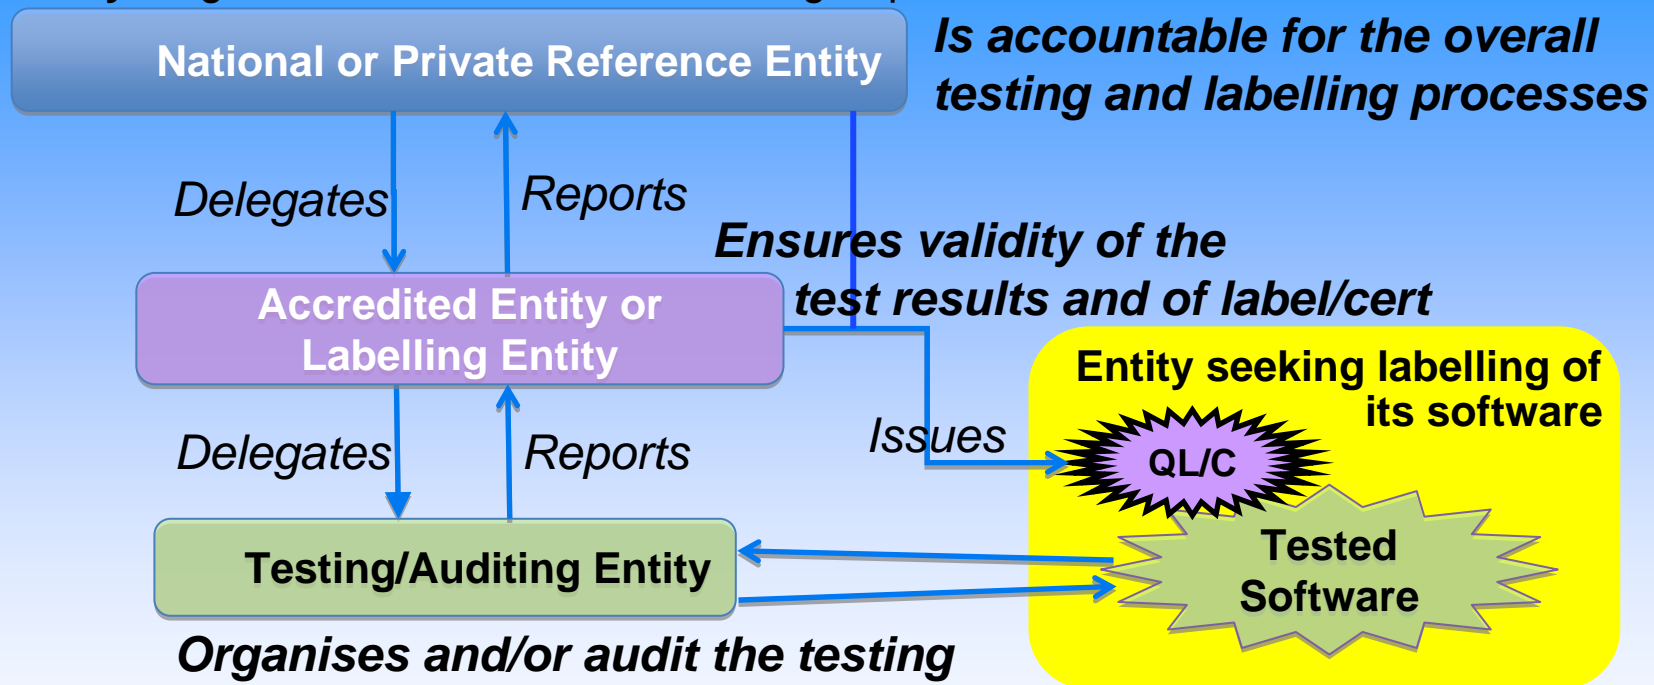 National or Private Reference Entity
Is accountable for the overall
testing and labelling processes
Delegates
Reports
Ensures validity of the
test results and of label/cert
Accredited Entity or
Labelling Entity
Entity seeking labelling of
its software
Delegates
Reports
Issues
QL/C
Testing/Auditing Entity
Tested
Software
Organises and/or audit the testing